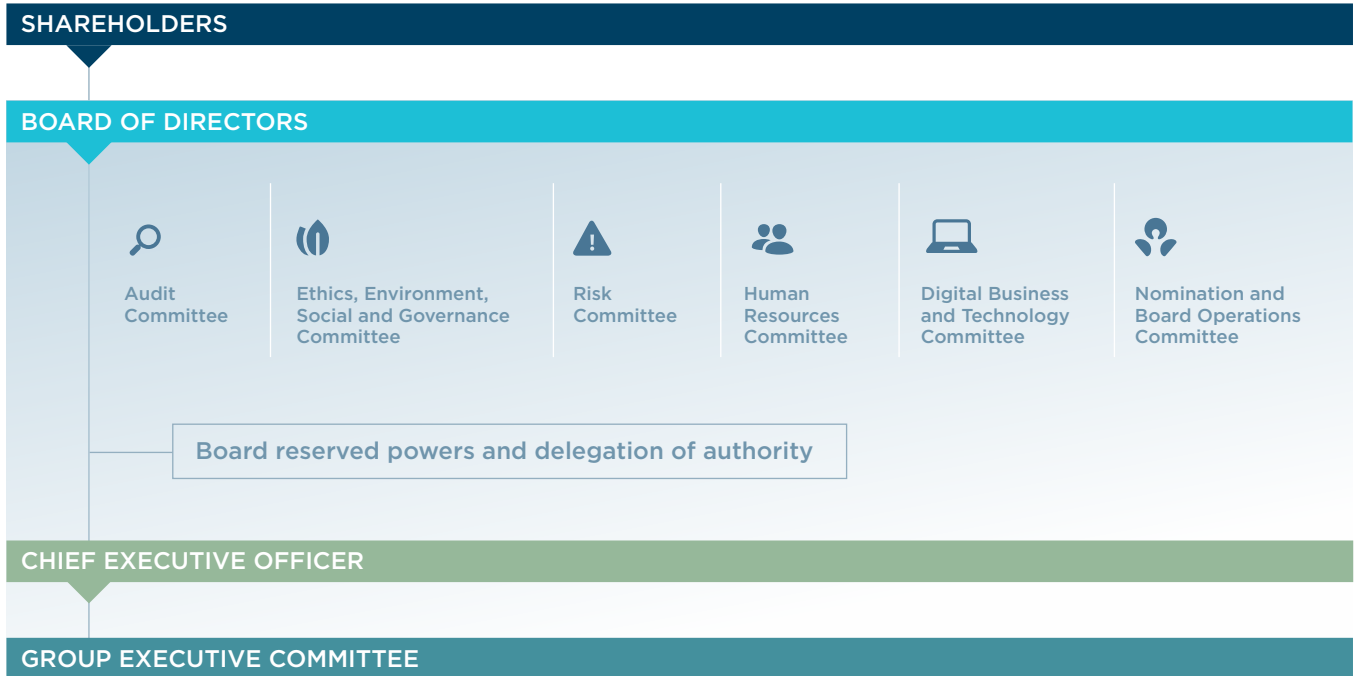 SHAREHOLDERS
BOARD OF DIRECTORS
Audit
Committee
Ethics, Environment,
Social and Governance
Committee
Risk
Committee
Human
Resources
Committee
Digital Business
and Technology
Committee
Nomination and
Board Operations
Committee
Board reserved powers and delegation of authority
CHIEF EXECUTIVE OFFICER
GROUP EXECUTIVE COMMITTEE